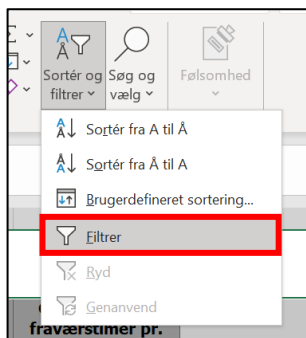 Sortér og
filtrer
Søg og
vælg
Følsomhed
Sortér fra A til Å
Sortér fra Å til A
Brugerdefineret sortering...
Filtrer
Ryd
Genanvend
fraværstimer pr.